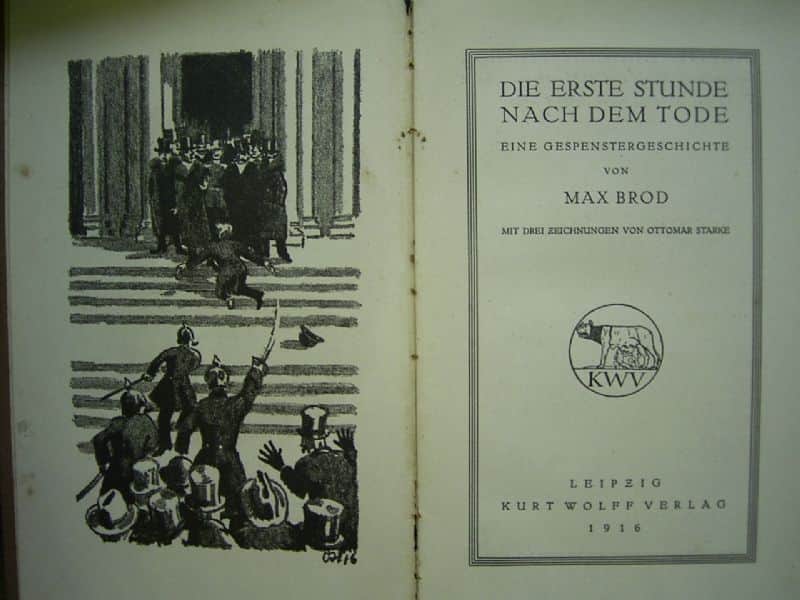 DIE ERSTE STUNDE
NACH DEM TODE
EINE GESPENSTERGESCHICHTE
VON
MAX BROD
MIT DREI ZEICHNUNGEN VON OTTOMAR STARKE
KWV
LEIPZIG
KURT WOLFF VERLAG
1916